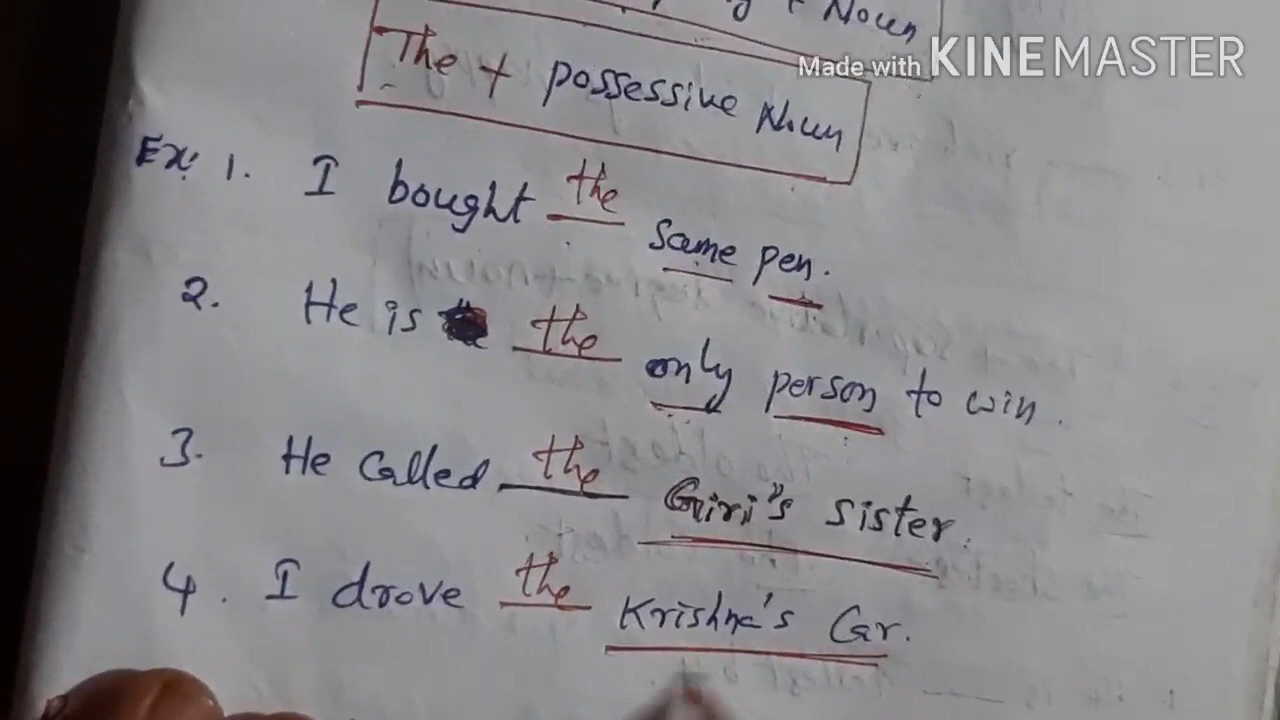 + Noun
Made with KINEMASTER
The + possessive Noun
Ex: 1. I bought the same pen.
2. He is the only person to win.
3. He called the Giri's sister.
4. I drove the Krishna's Car.